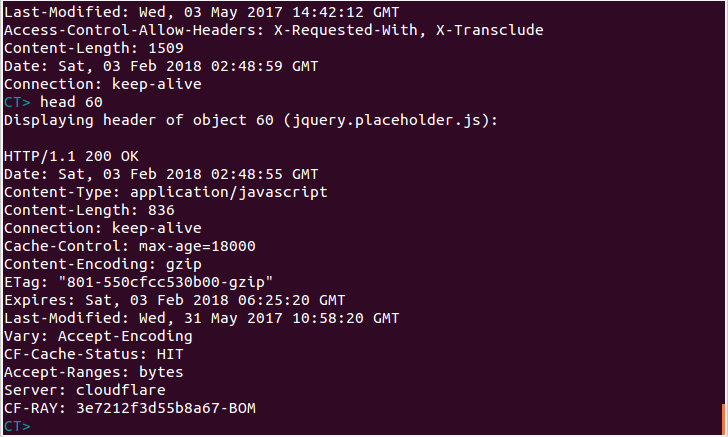 Last-Modified: Wed, 03 May 2017 14:42:12 GMT
Access-Control-Allow-Headers: X-Requested-With, X-Transclude
Content-Length: 1509
Date: Sat, 03 Feb 2018 02:48:59 GMT
Connection: keep-alive
CT> head 60
Displaying header of object 60 (jquery.placeholder.js):

HTTP/1.1 200 OK
Date: Sat, 03 Feb 2018 02:48:55 GMT
Content-Type: application/javascript
Content-Length: 836
Connection: keep-alive
Cache-Control: max-age=18000
Content-Encoding: gzip
ETag: "801-550cfcc530b00-gzip"
Expires: Sat, 03 Feb 2018 06:25:20 GMT
Last-Modified: Wed, 31 May 2017 10:58:20 GMT
Vary: Accept-Encoding
CF-Cache-Status: HIT
Accept-Ranges: bytes
Server: cloudflare
CF-RAY: 3e7212f3d55b8a67-BOM
CT>